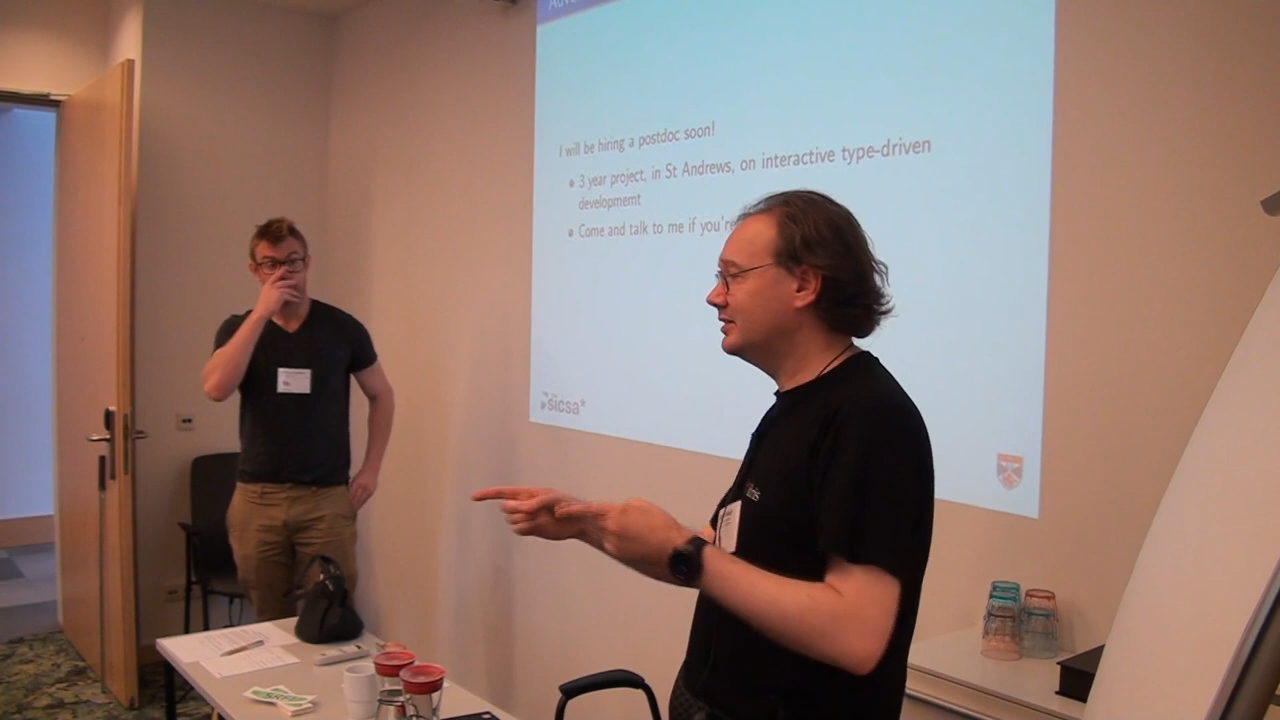 I will be hiring a postdoc soon!
• 3 year project, in St Andrews, on interactive type-driven
developmemt
• Come and talk to me if you're
sicsa*